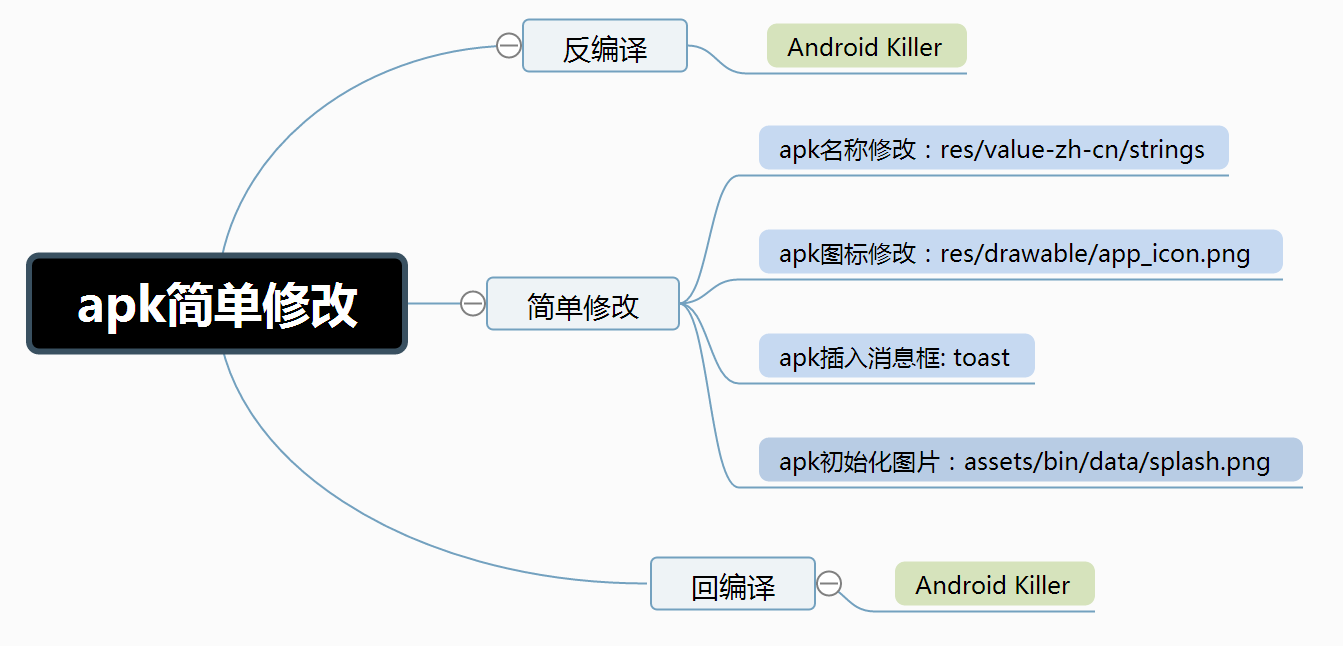 反编译
Android Killer
apk名称修改：res/value-zh-cn/strings
apk图标修改：res/drawable/app_icon.png
apk简单修改
简单修改
apk插入消息框: toast
apk初始化图片：assets/bin/data/splash.png
回编译
Android Killer